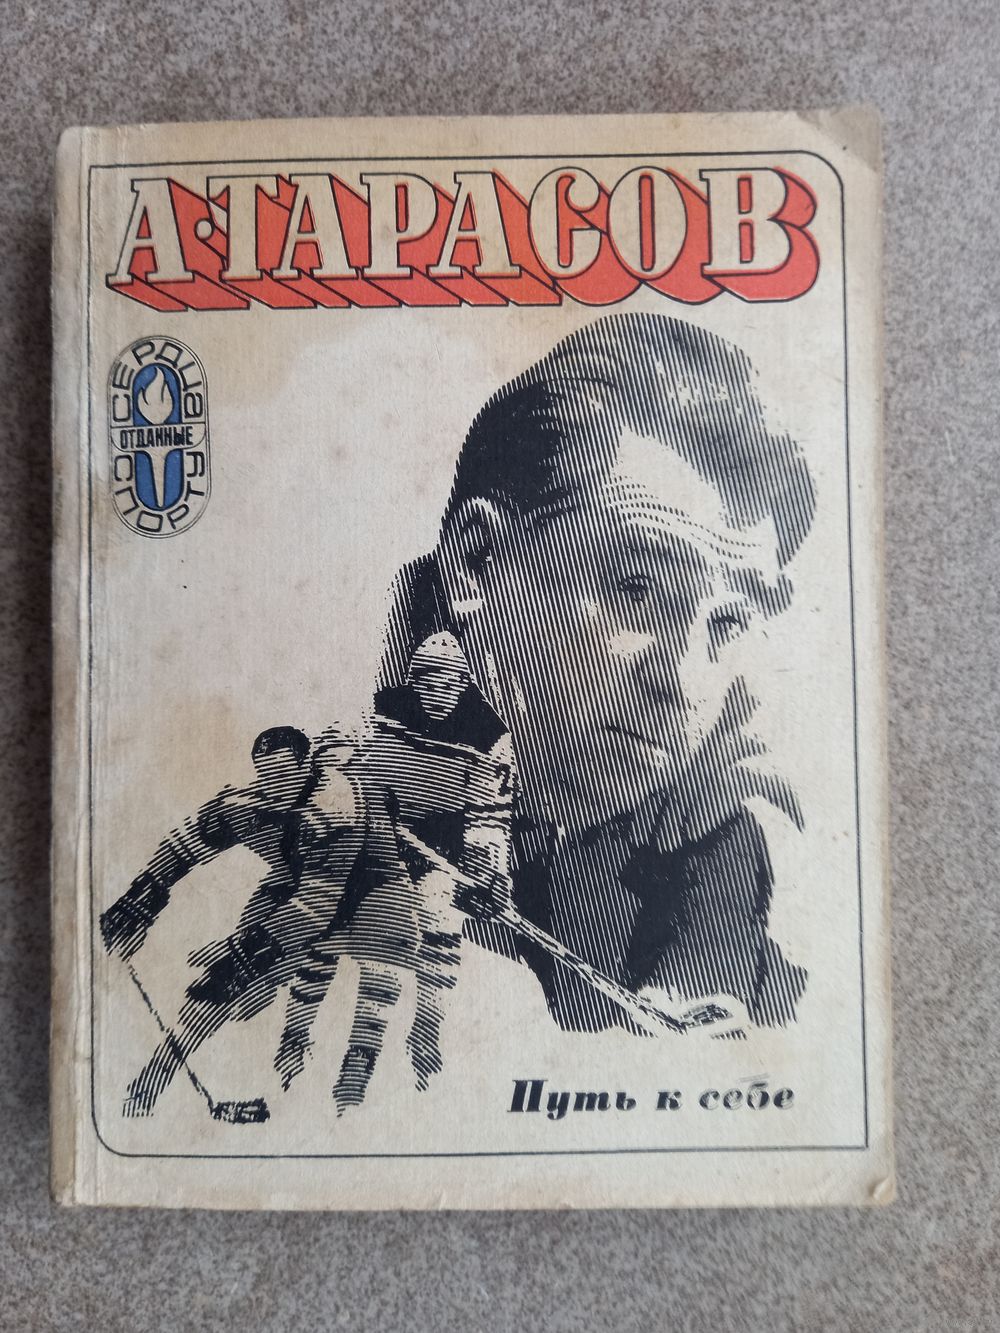 А. ТАРАСОВ
СЕРДЦА
ОТДАННЫЕ
СПОРТУ
Путь к себе